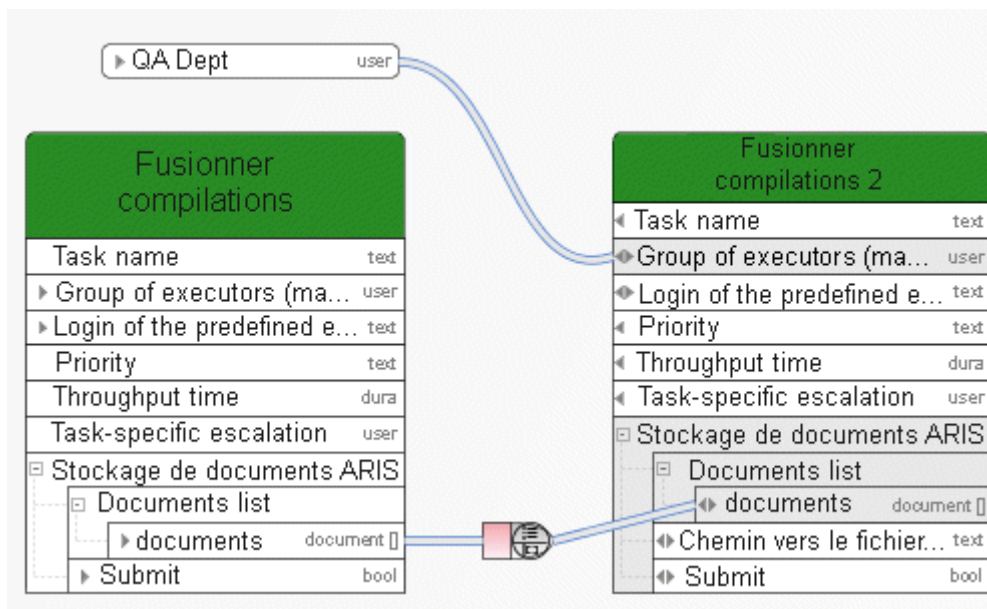 QA Dept user
Fusionner
compilations
Task name text
Group of executors (ma... user
Login of the predefined e... text
Priority text
Throughput time dura
Task-specific escalation user
Stockage de documents ARIS
Documents list
documents document []
Submit bool
Fusionner
compilations 2
Task name text
Group of executors (ma... user
Login of the predefined e... text
Priority text
Throughput time dura
Task-specific escalation user
Stockage de documents ARIS
Documents list
documents document []
Chemin vers le fichier... text
Submit bool